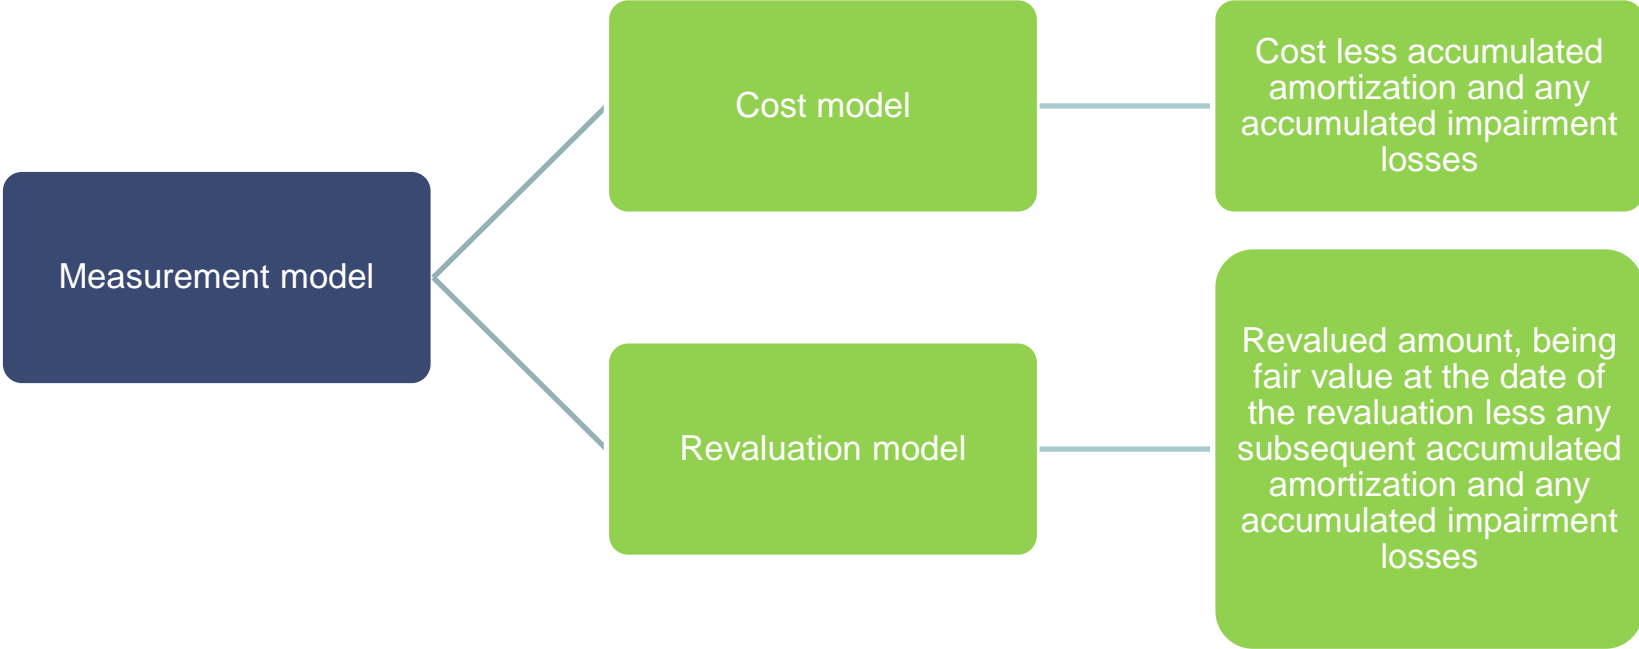 Measurement model
Cost model
Cost less accumulated
amortization and any
accumulated impairment
losses
Revaluation model
Revalued amount, being
fair value at the date of
the revaluation less any
subsequent accumulated
amortization and any
accumulated impairment
losses